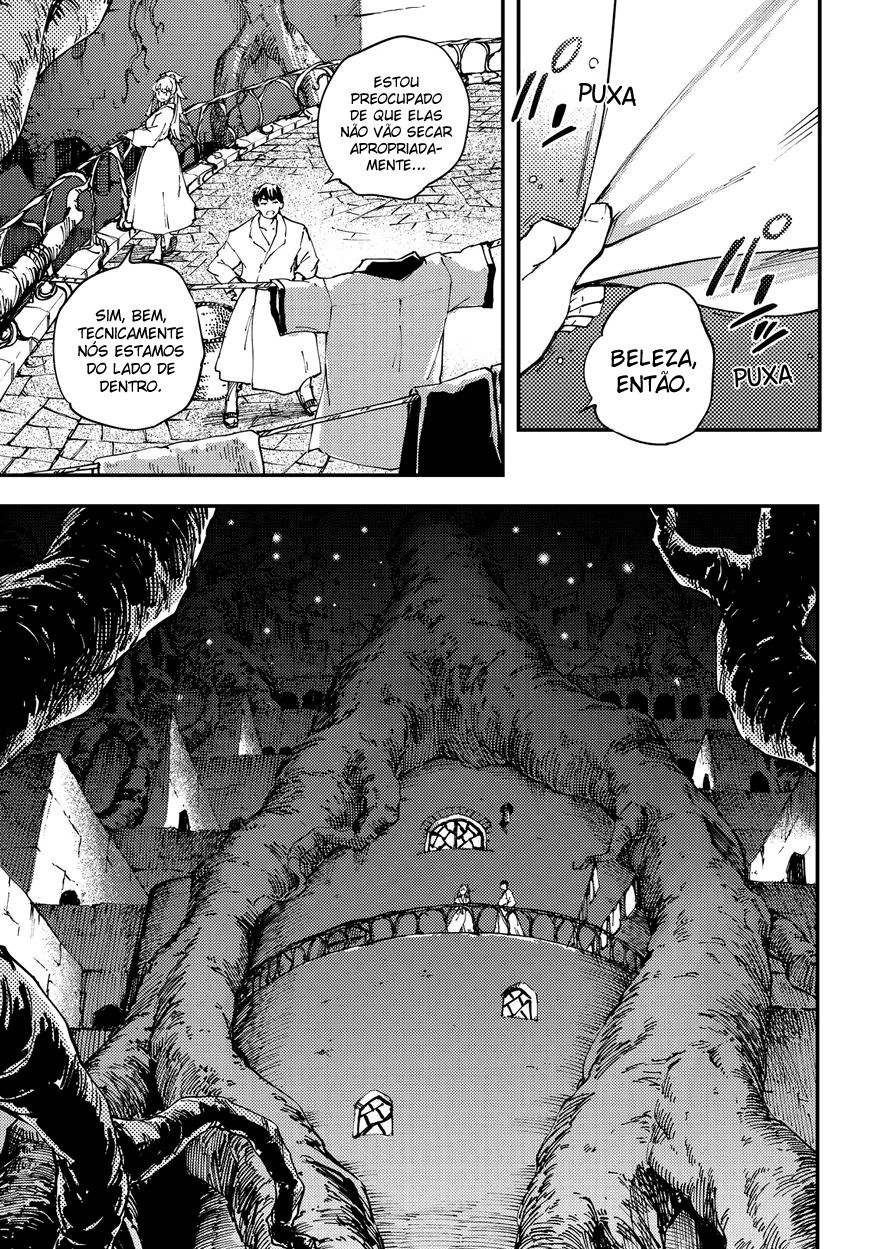 PUXA
PUXA
BELEZA,
ENTÃO.
ESTOU
PREOCUPADO
DE QUE ELAS
NÃO VÃO SECAR
APROPRIADA-
MENTE...
SIM, BEM,
TECNICAMENTE
NÓS ESTAMOS
DO LADO DE
DENTRO.